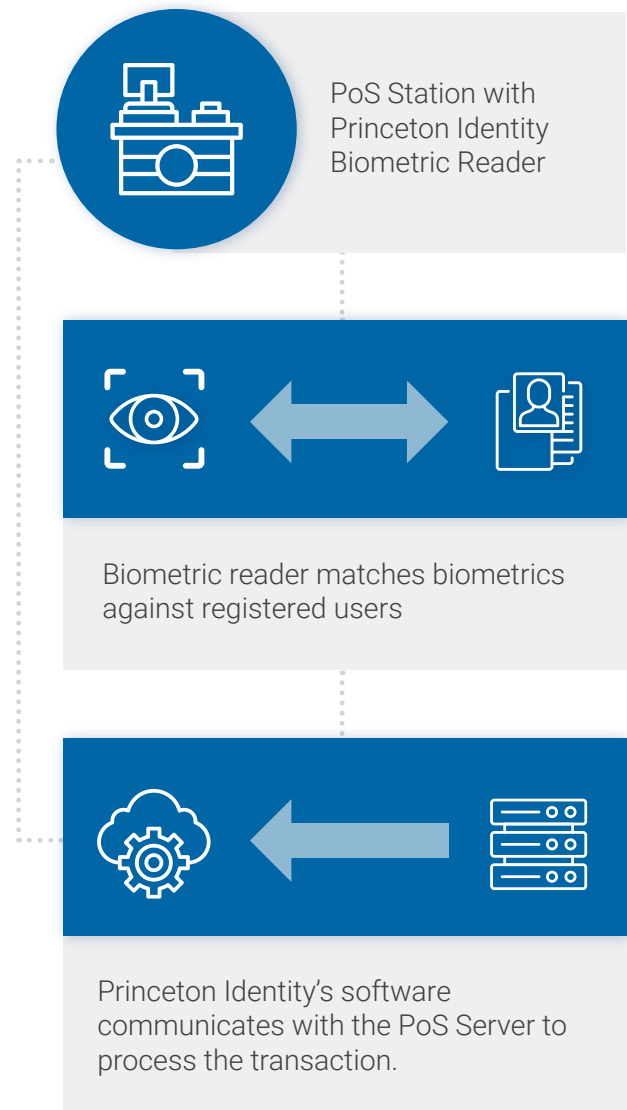 PoS Station with
Princeton Identity
Biometric Reader
Biometric reader matches biometrics
against registered users
Princeton Identity’s software
communicates with the PoS Server to
process the transaction.